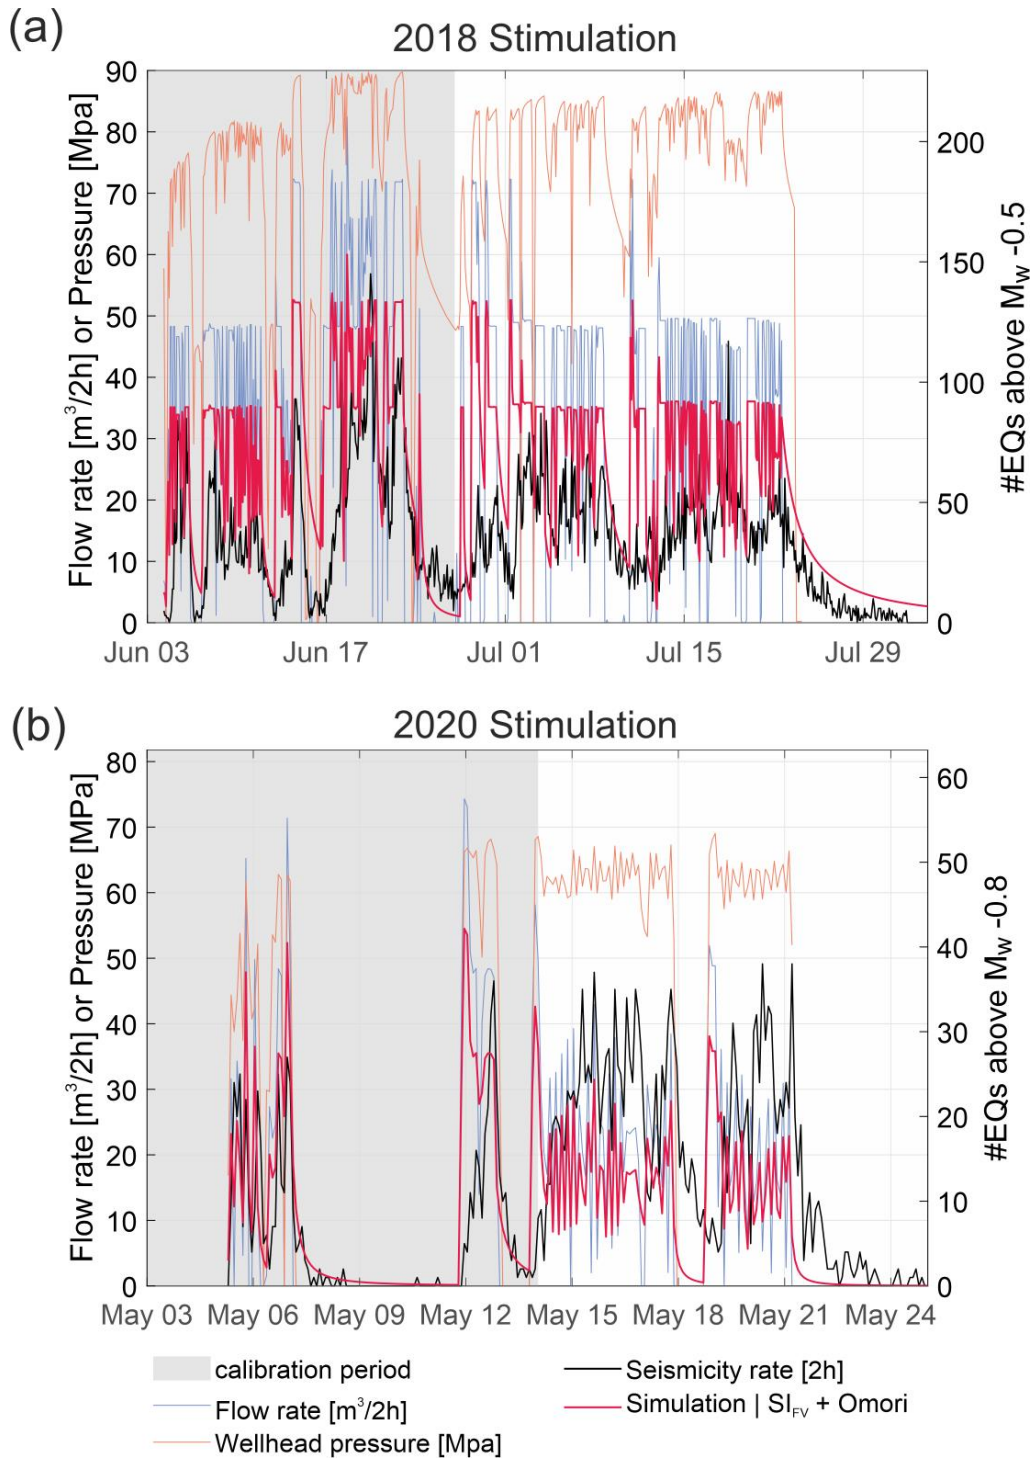 (a)
2018 Stimulation
Flow rate [m³/2h] or Pressure [Mpa]
90
80
70
60
50
40
30
20
10
0
200
150
100
50
0
#EQs above M_W -0.5
Jun 03 Jun 17 Jul 01 Jul 15 Jul 29
(b)
2020 Stimulation
Flow rate [m³/2h] or Pressure [MPa]
80
70
60
50
40
30
20
10
0
60
50
40
30
20
10
0
#EQs above M_W -0.8
May 03 May 06 May 09 May 12 May 15 May 18 May 21 May 24
calibration period
Flow rate [m³/2h]
Wellhead pressure [Mpa]
Seismicity rate [2h]
Simulation | SI_FV + Omori